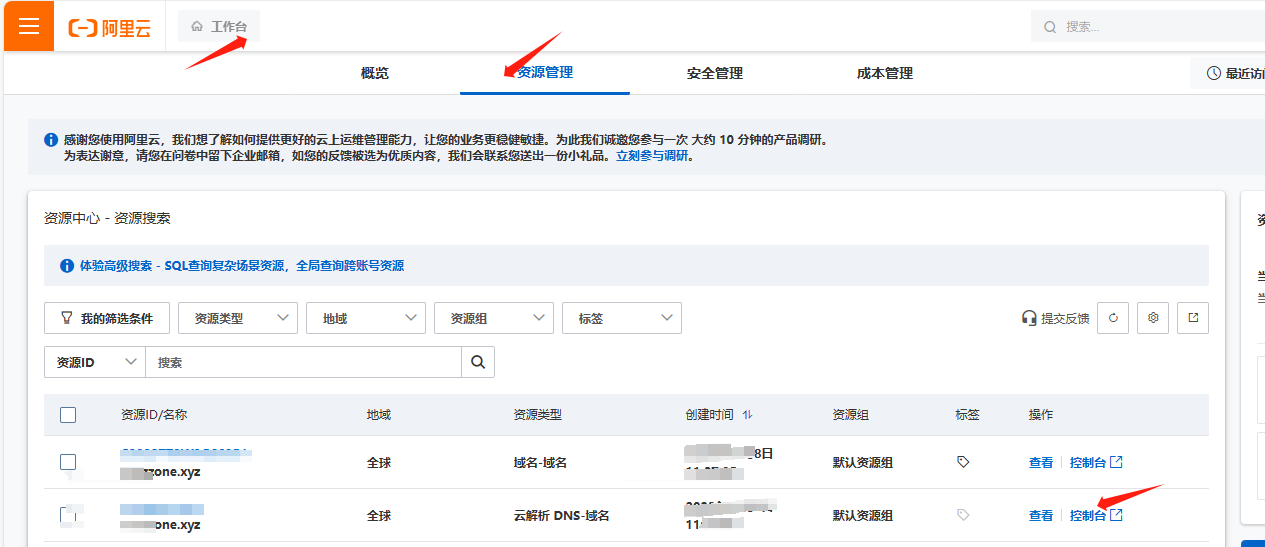 阿里云 工作台 搜索...
概览 资源管理 安全管理 成本管理 最近访
感谢您使用阿里云，我们想了解如何提供更好的云上运维管理能力，让您的业务更稳健敏捷。为此我们诚邀您参与一次 大约 10 分钟的产品调研。
为表达谢意，请您在问卷中留下企业邮箱，如您的反馈被选为优质内容，我们会联系您送出一份小礼品。立刻参与调研。
资源中心 - 资源搜索
体验高级搜索 - SQL查询复杂场景资源，全局查询跨账号资源
我的筛选条件 资源类型 地域 资源组 标签 提交反馈
资源ID 搜索
资源ID/名称 地域 资源类型 创建时间 资源组 标签 操作
zone.xyz 全球 域名-域名 8日 默认资源组 查看 控制台
one.xyz 全球 云解析 DNS-域名 11 默认资源组 查看 控制台